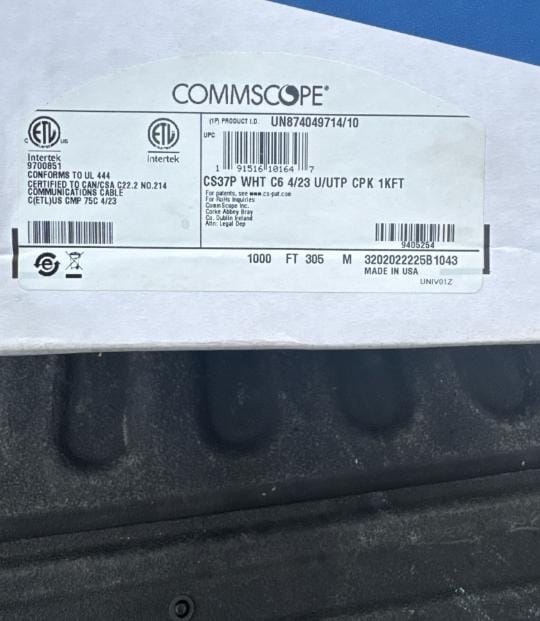 COMMSCOPE®
ETL
C US
Intertek
9700851
CONFORMS TO UL 444
CERTIFIED TO CAN/CSA C22.2 NO.214
COMMUNICATIONS CABLE
C(ETL)US CMP 75C 4/23
ETL
Intertek
(1P) PRODUCT I.D. UN874049714/10
UPC
1 91516 10164 7
CS37P WHT C6 4/23 U/UTP CPK 1KFT
For patents, see www.cs-pat.com
For RoHs Inquiries
CommScope Inc.
Corke Abbey Bray
Co. Dublin Ireland
Attn: Legal Dep
9405254
1000 FT 305 M 3202022225B1043
MADE IN USA
UNIV01Z